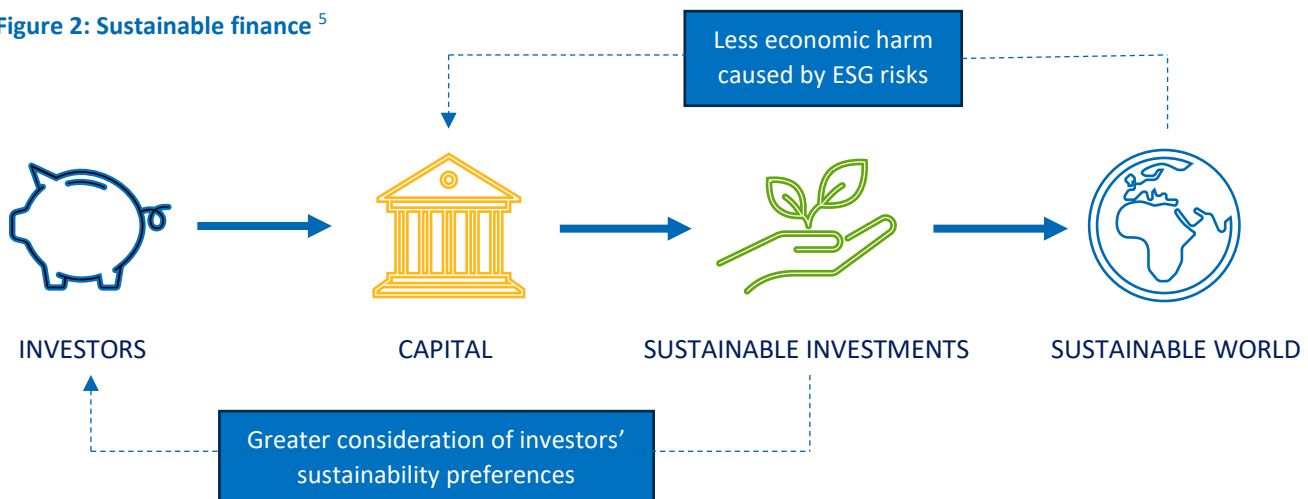 Figure 2: Sustainable finance 5
Less economic harm
caused by ESG risks
INVESTORS
CAPITAL
SUSTAINABLE INVESTMENTS
SUSTAINABLE WORLD
Greater consideration of investors’
sustainability preferences